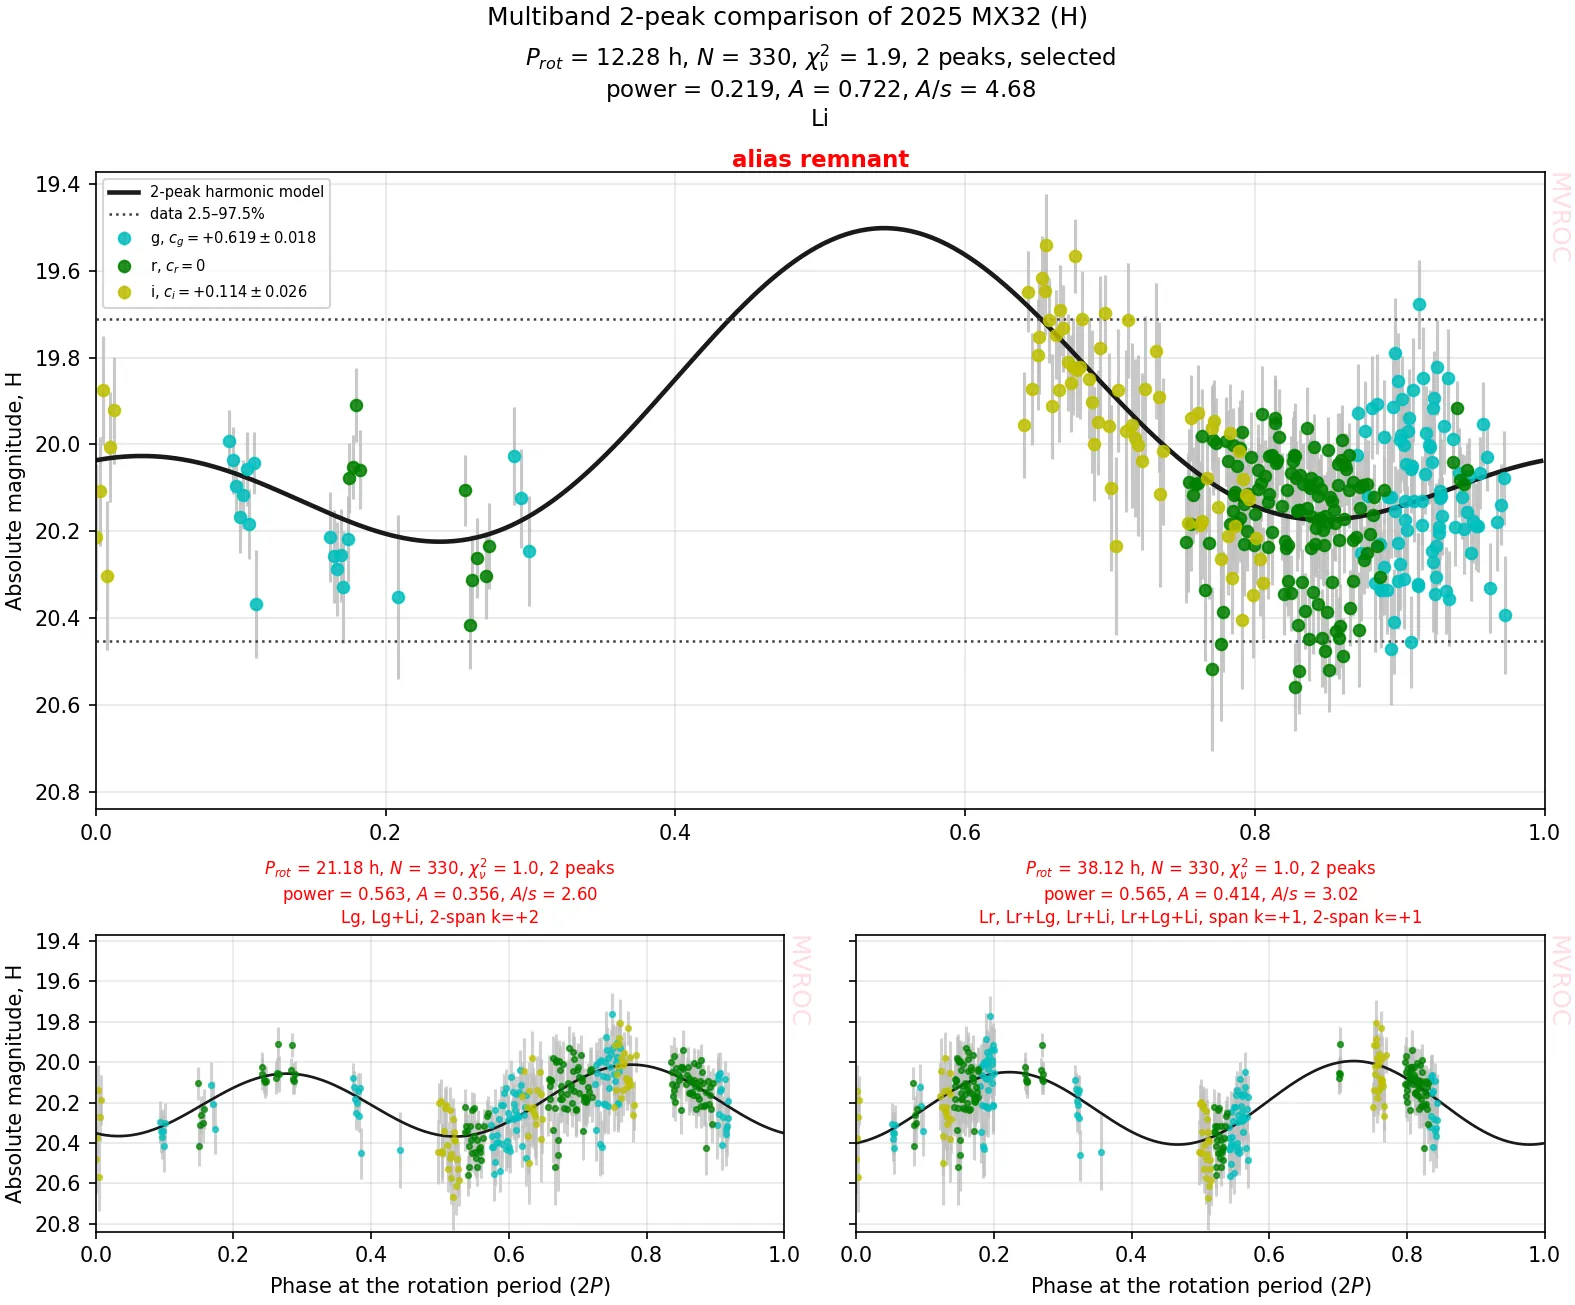 Multiband 2-peak comparison of 2025 MX32 (H)
P_rot = 12.28 h, N = 330, χ²_ν = 1.9, 2 peaks, selected
power = 0.219, A = 0.722, A/s = 4.68
Li
alias remnant
2-peak harmonic model
data 2.5–97.5%
g, c_g = +0.619 ± 0.018
r, c_r = 0
i, c_i = +0.114 ± 0.026
MVROC
Absolute magnitude, H
19.4
19.6
19.8
20.0
20.2
20.4
20.6
20.8
0.0 0.2 0.4 0.6 0.8 1.0
P_rot = 21.18 h, N = 330, χ²_ν = 1.0, 2 peaks
power = 0.563, A = 0.356, A/s = 2.60
Lg, Lg+Li, 2-span k=+2
MVROC
Absolute magnitude, H
19.4
19.6
19.8
20.0
20.2
20.4
20.6
20.8
0.0 0.2 0.4 0.6 0.8 1.0
Phase at the rotation period (2P)
P_rot = 38.12 h, N = 330, χ²_ν = 1.0, 2 peaks
power = 0.565, A = 0.414, A/s = 3.02
Lr, Lr+Lg, Lr+Li, Lr+Lg+Li, span k=+1, 2-span k=+1
MVROC
0.0 0.2 0.4 0.6 0.8 1.0
Phase at the rotation period (2P)